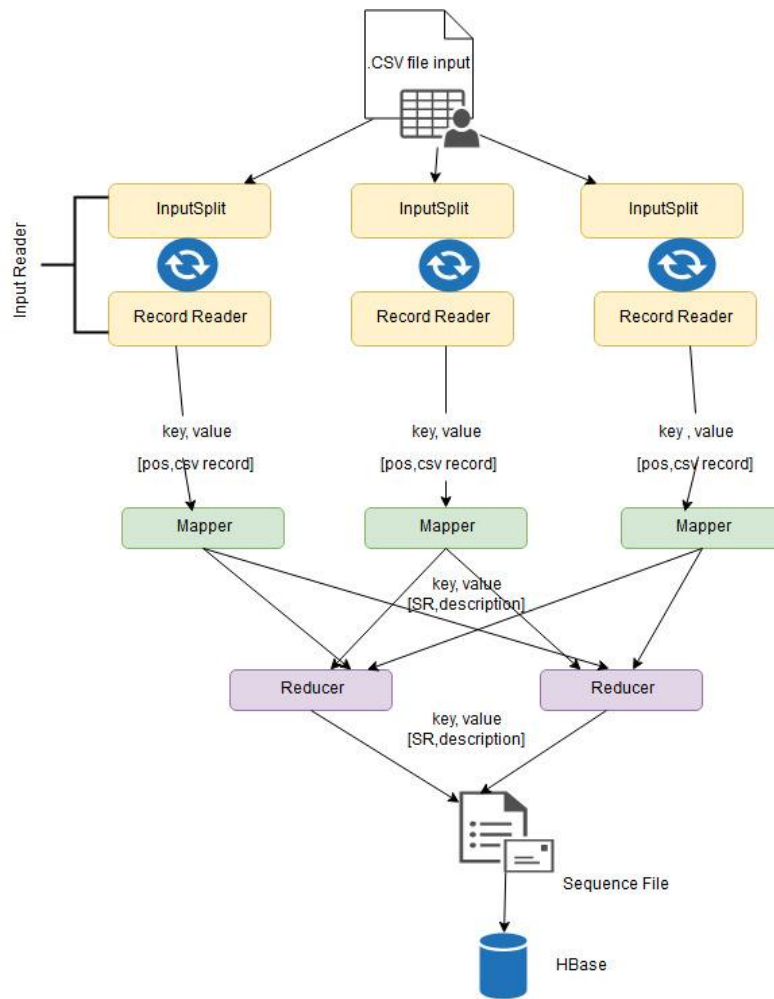 .CSV file input
InputSplit
InputSplit
InputSplit
Input Reader
Record Reader
Record Reader
Record Reader
key, value
key, value
key , value
[pos,csv record]
[pos,csv record]
[pos,csv record]
Mapper
Mapper
Mapper
key, value
[SR,description]
Reducer
Reducer
key, value
[SR,description]
Sequence File
HBase